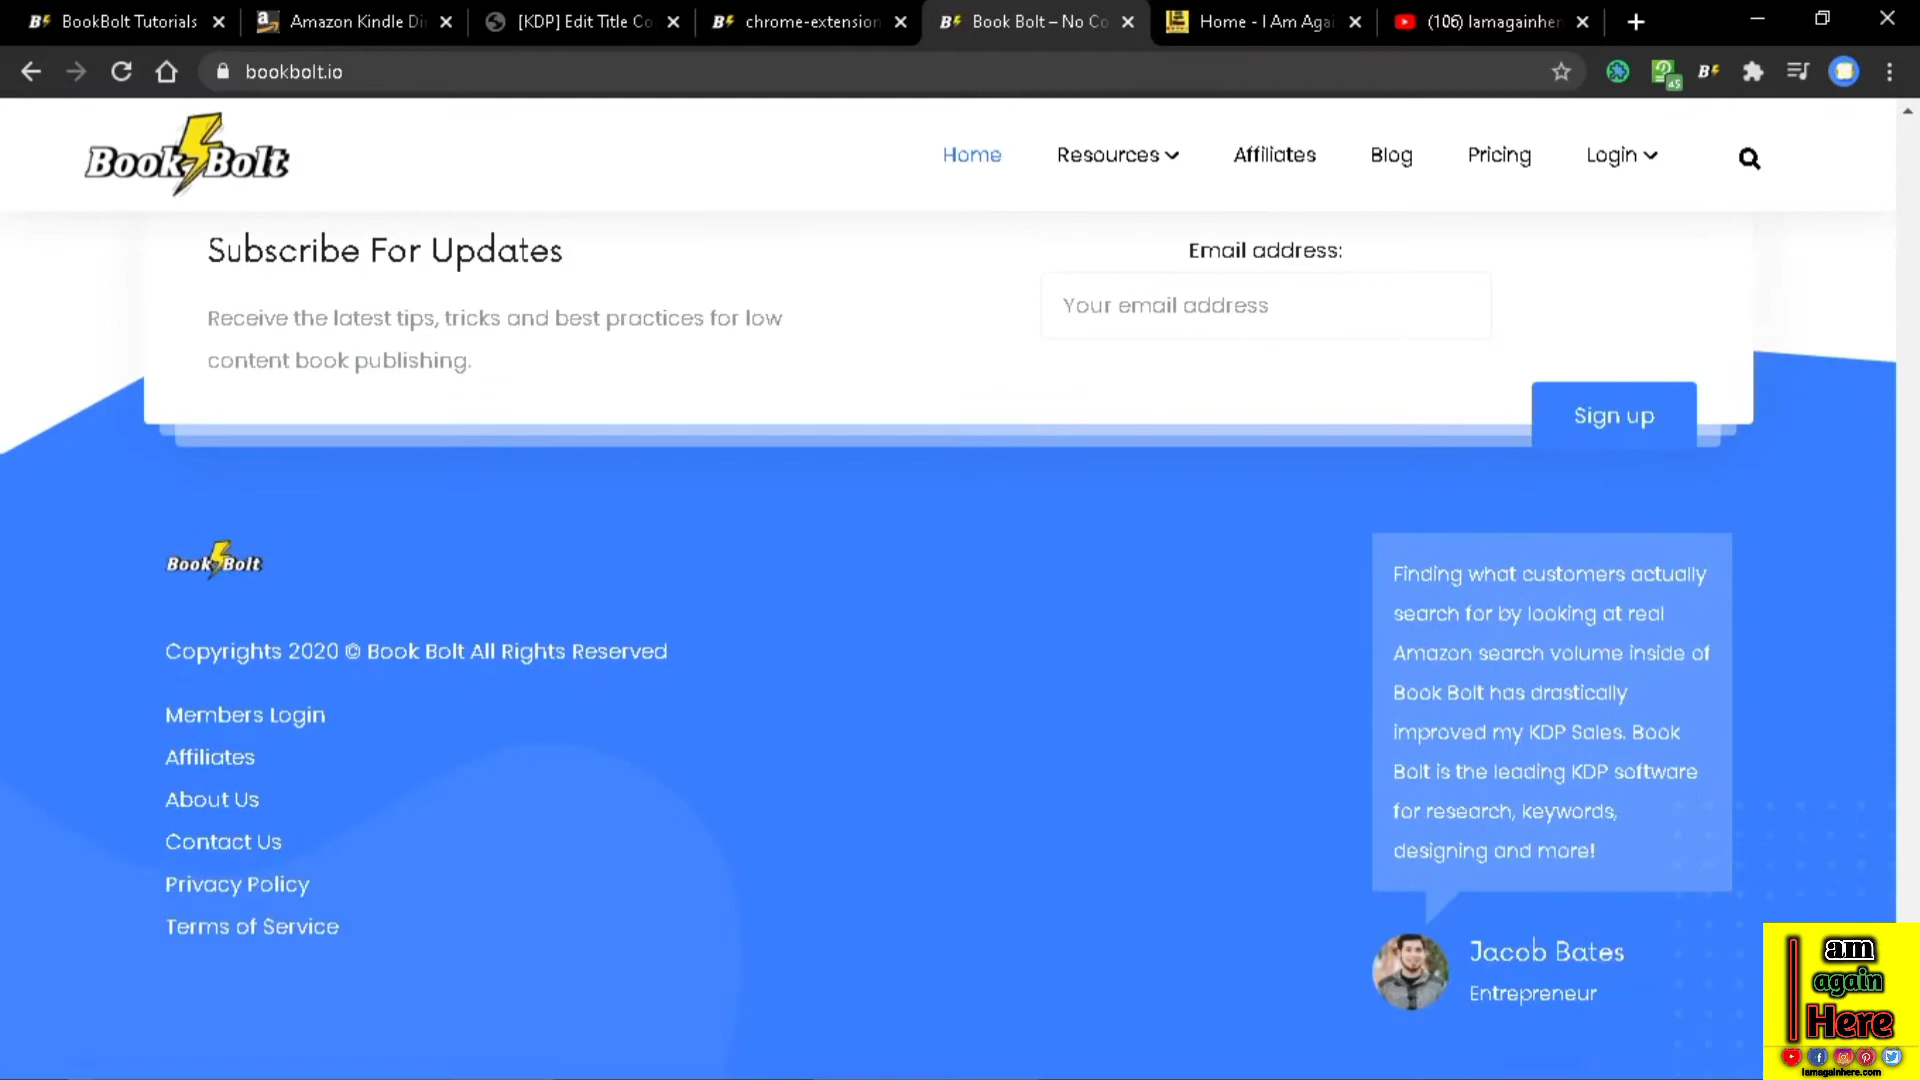 BookBolt Tutorials
Amazon Kindle Di
[KDP] Edit Title Co
chrome-extension
Book Bolt – No Co
Home - I Am Agai
(106) Iamagainher
bookbolt.io
45
Book Bolt
Home
Resources
Affiliates
Blog
Pricing
Login
Subscribe For Updates
Receive the latest tips, tricks and best practices for low
content book publishing.
Email address:
Your email address
Sign up
Book Bolt
Copyrights 2020 © Book Bolt All Rights Reserved
Members Login
Affiliates
About Us
Contact Us
Privacy Policy
Terms of Service
Finding what customers actually
search for by looking at real
Amazon search volume inside of
Book Bolt has drastically
improved my KDP Sales. Book
Bolt is the leading KDP software
for research, keywords,
designing and more!
Jacob Bates
Entrepreneur
I am
again
Here
Iamagainhere.com